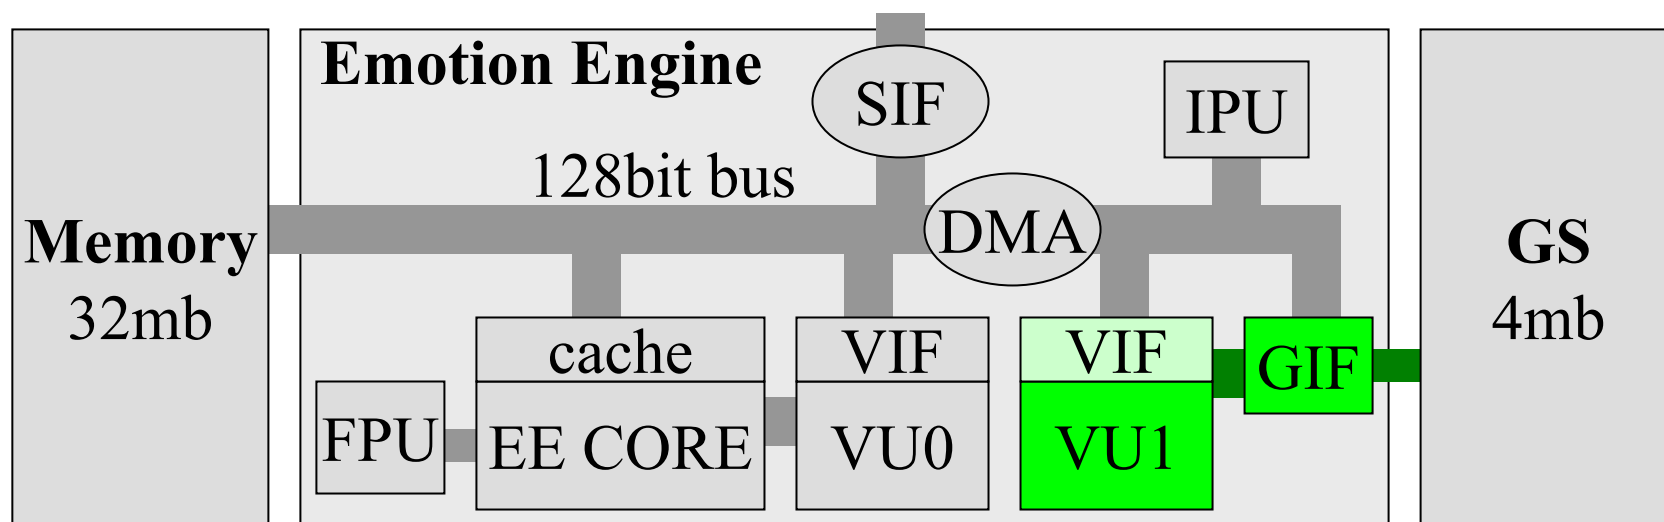 Emotion Engine
SIF
IPU
128bit bus
DMA
Memory
32mb
GS
4mb
cache
VIF
VIF
GIF
FPU
EE CORE
VU0
VU1